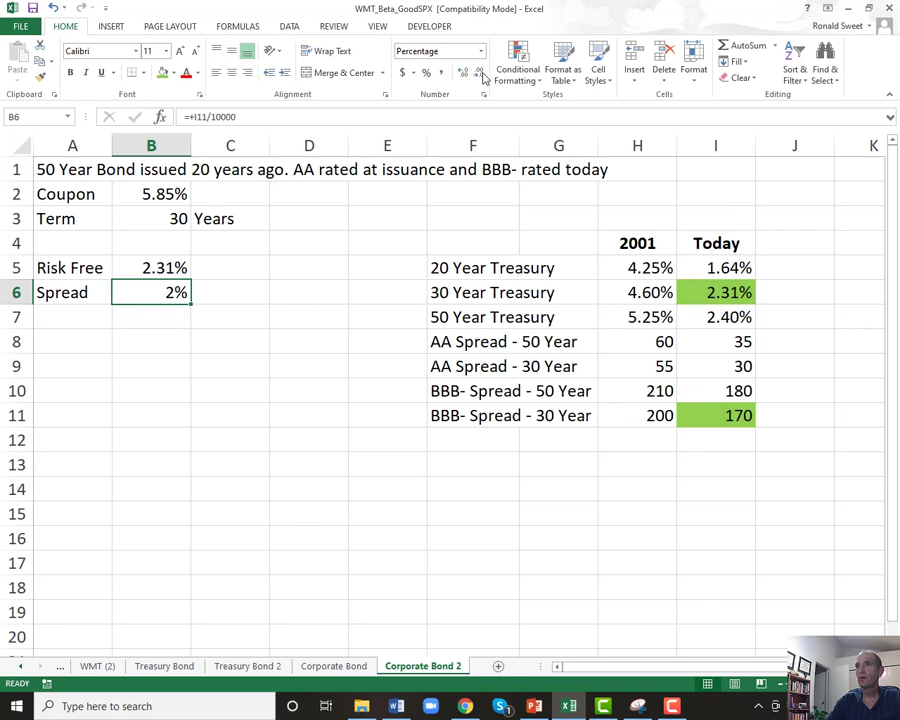 WMT_Beta_GoodSPX [Compatibility Mode] - Excel
FILE HOME INSERT PAGE LAYOUT FORMULAS DATA REVIEW VIEW DEVELOPER Ronald Sweet
Paste Calibri 11 Wrap Text Percentage Conditional Formatting Format as Table Cell Styles Insert Delete Format AutoSum Sort & Filter Find & Select
B I U Merge & Center $ % Fill
Clear
Clipboard Font Alignment Number Styles Cells Editing
B6 fx =+I11/10000
A B C D E F G H I J K
1 50 Year Bond issued 20 years ago. AA rated at issuance and BBB- rated today
2 Coupon 5.85%
3 Term 30 Years
4 2001 Today
5 Risk Free 2.31% 20 Year Treasury 4.25% 1.64%
6 Spread 2% 30 Year Treasury 4.60% 2.31%
7 50 Year Treasury 5.25% 2.40%
8 AA Spread - 50 Year 60 35
9 AA Spread - 30 Year 55 30
10 BBB- Spread - 50 Year 210 180
11 BBB- Spread - 30 Year 200 170
12
13
14
15
16
17
18
19
20
... WMT (2) Treasury Bond Treasury Bond 2 Corporate Bond Corporate Bond 2
READY
Type here to search